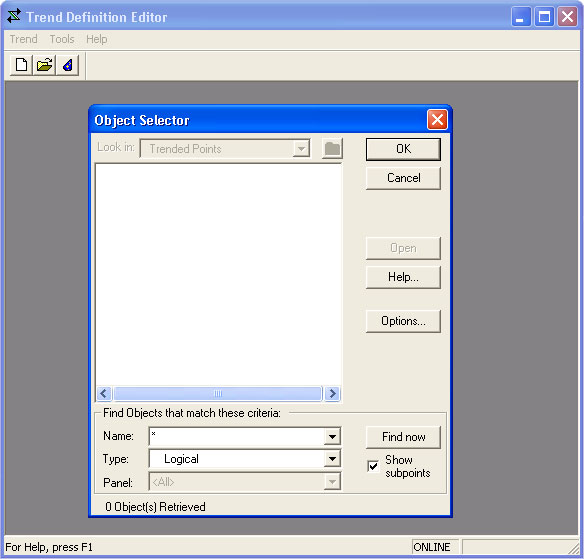 Trend Definition Editor
Trend Tools Help
Object Selector
Look in: Trended Points
OK
Cancel
Open
Help...
Options...
Find Objects that match these criteria:
Name: *
Find now
Type: Logical
Show subpoints
Panel: <All>
0 Object(s) Retrieved
For Help, press F1 ONLINE